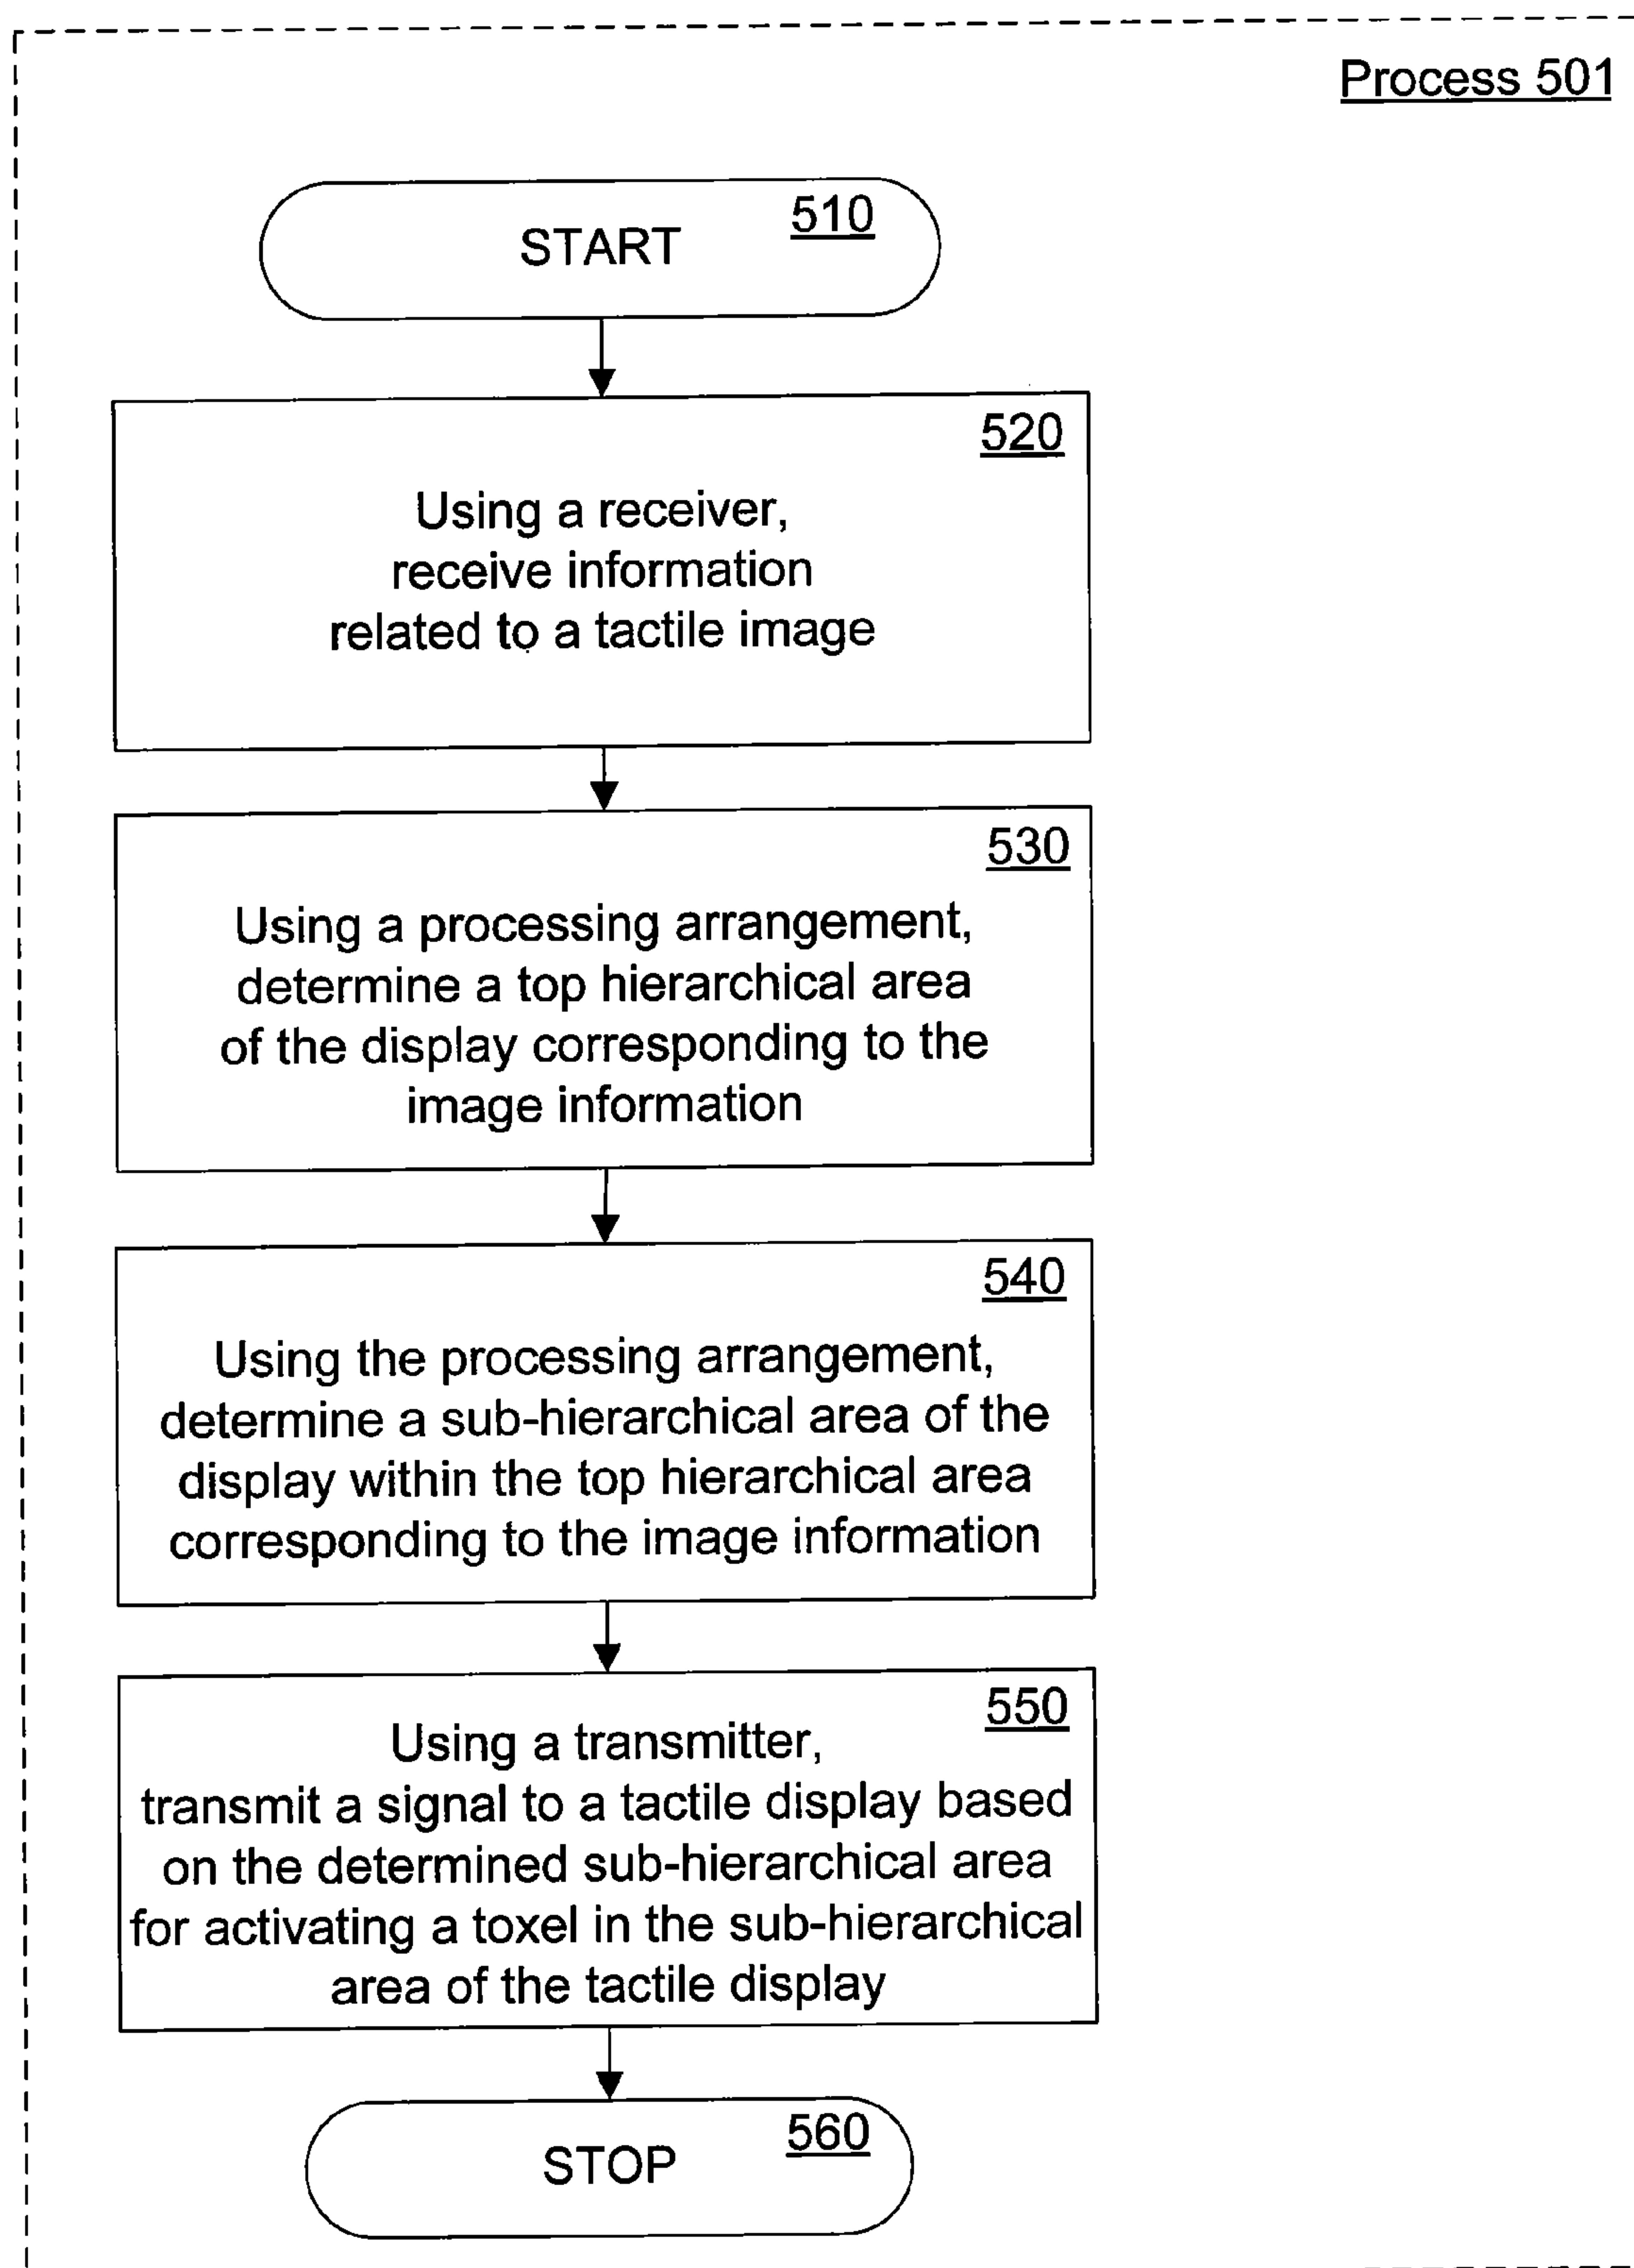 Process 501
510
START
520
Using a receiver,
receive information
related to a tactile image
530
Using a processing arrangement,
determine a top hierarchical area
of the display corresponding to the
image information
540
Using the processing arrangement,
determine a sub-hierarchical area of the
display within the top hierarchical area
corresponding to the image information
550
Using a transmitter,
transmit a signal to a tactile display based
on the determined sub-hierarchical area
for activating a toxel in the sub-hierarchical
area of the tactile display
560
STOP